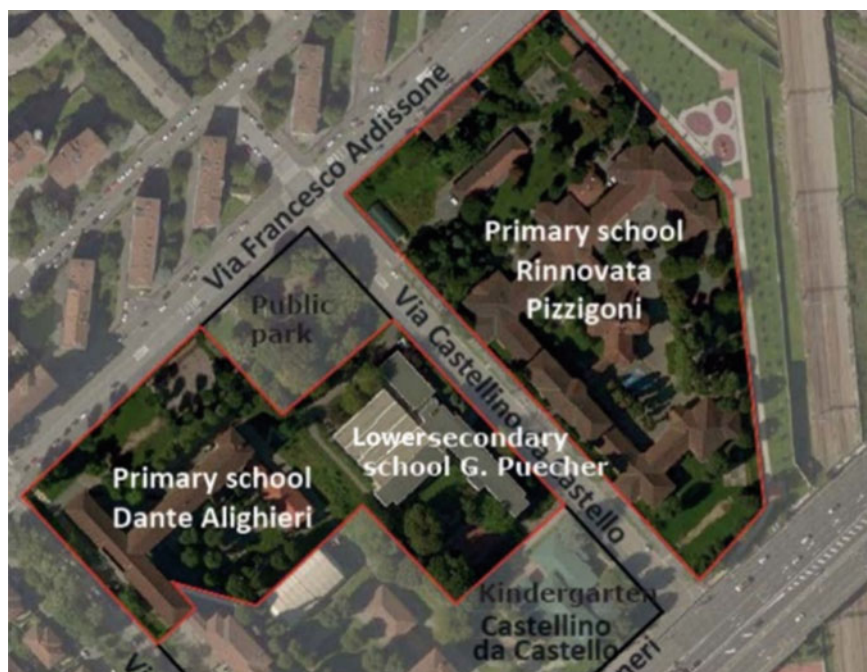 Via Francesco Ardissone
Primary school
Rinnovata
Pizzigoni
Public
park
Via Castellino da Castello
Lowersecondary
school G. Puecher
Primary school
Dante Alighieri
Kindergarten
Castellino
da Castello